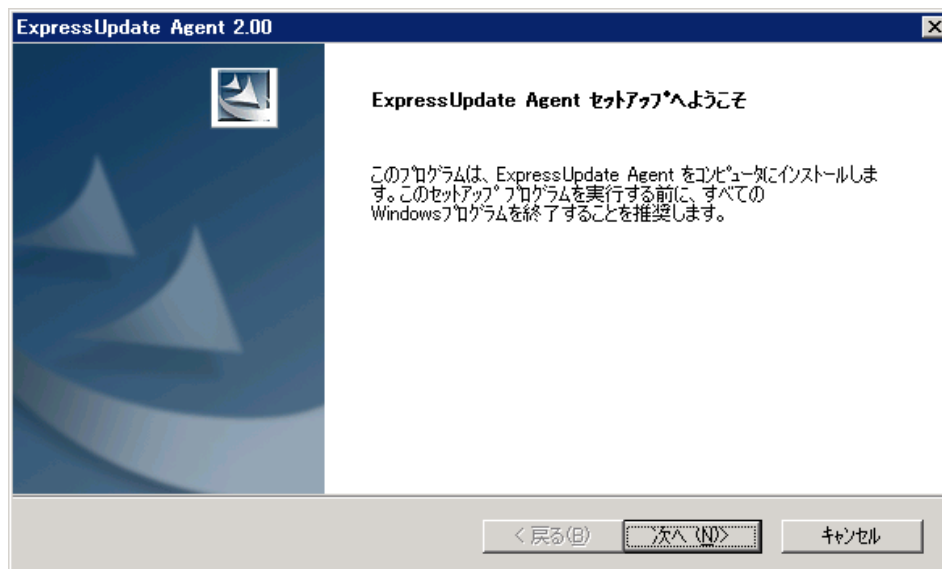 ExpressUpdate Agent 2.00
ExpressUpdate Agent ｾｯﾄｱｯﾌﾟへようこそ
このﾌﾟﾛｸﾞﾗﾑは、ExpressUpdate Agent をｺﾝﾋﾟｭｰﾀにｲﾝｽﾄｰﾙしま
す。このｾｯﾄｱｯﾌﾟ ﾌﾟﾛｸﾞﾗﾑを実行する前に、すべての
Windowsﾌﾟﾛｸﾞﾗﾑを終了することを推奨します。
< 戻る(B)
次へ (N)>
ｷｬﾝｾﾙ